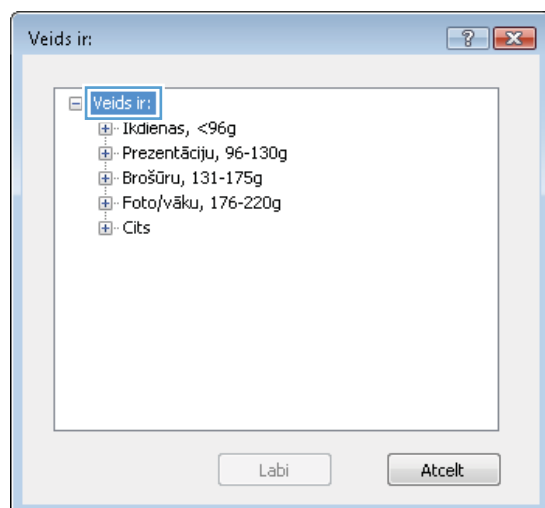 Veids ir:
Veids ir:
Ikdienas, <96g
Prezentāciju, 96-130g
Brošūru, 131-175g
Foto/vāku, 176-220g
Cits
Labi Atcelt